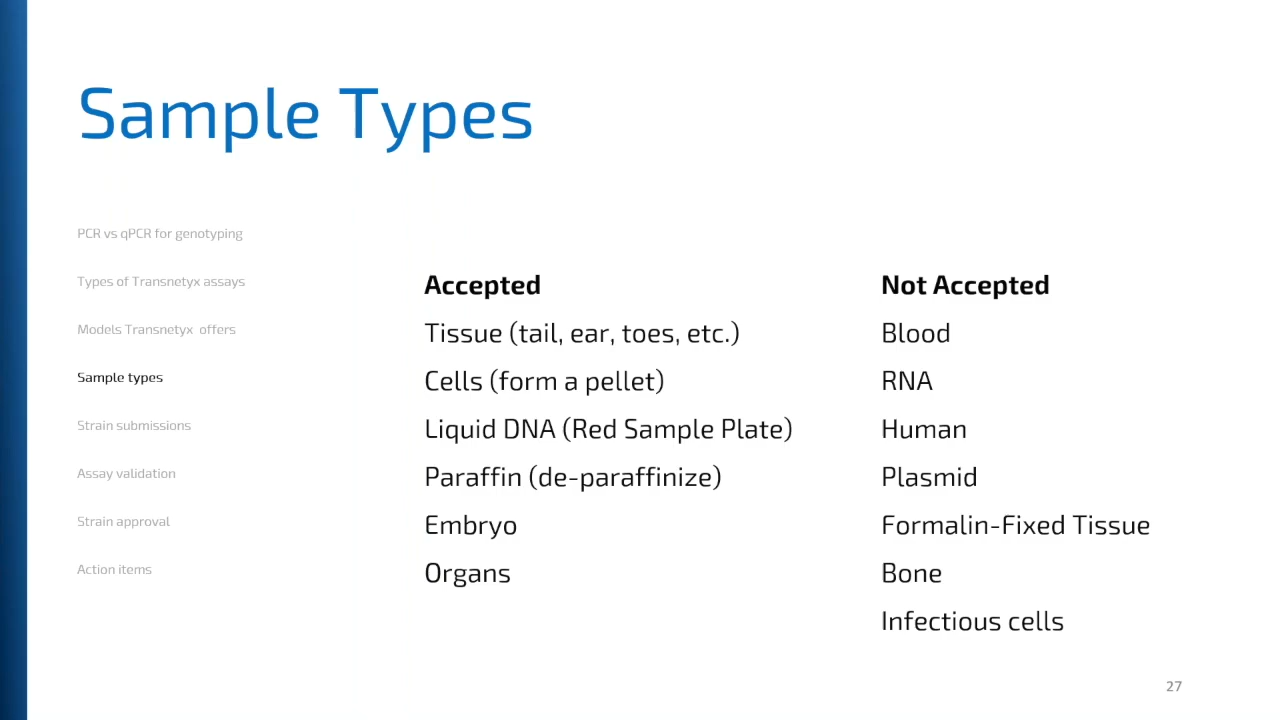 Sample Types
PCR vs qPCR for genotyping
Types of Transnetyx assays
Models Transnetyx offers
Sample types
Strain submissions
Assay validation
Strain approval
Action items
Accepted
Tissue (tail, ear, toes, etc.)
Cells (form a pellet)
Liquid DNA (Red Sample Plate)
Paraffin (de-paraffinize)
Embryo
Organs
Not Accepted
Blood
RNA
Human
Plasmid
Formalin-Fixed Tissue
Bone
Infectious cells
27